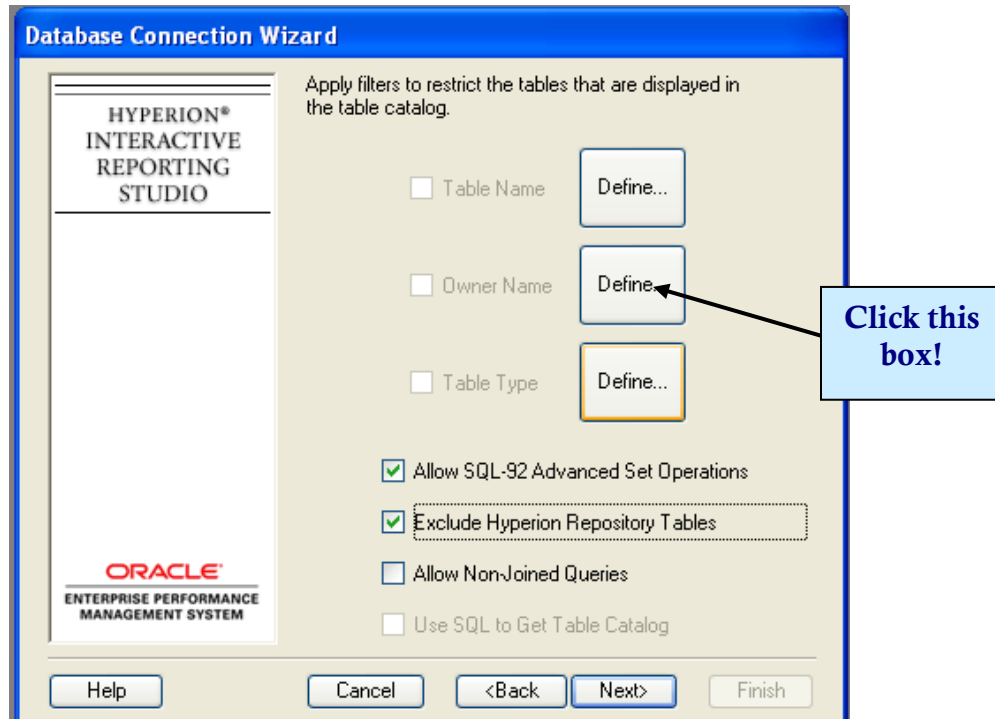 Database Connection Wizard
HYPERION®
INTERACTIVE
REPORTING
STUDIO
Apply filters to restrict the tables that are displayed in
the table catalog.
Table Name
Define...
Owner Name
Define...
Click this
box!
Table Type
Define...
Allow SQL-92 Advanced Set Operations
Exclude Hyperion Repository Tables
Allow Non-Joined Queries
Use SQL to Get Table Catalog
ORACLE
ENTERPRISE PERFORMANCE
MANAGEMENT SYSTEM
Help
Cancel
<Back
Next>
Finish